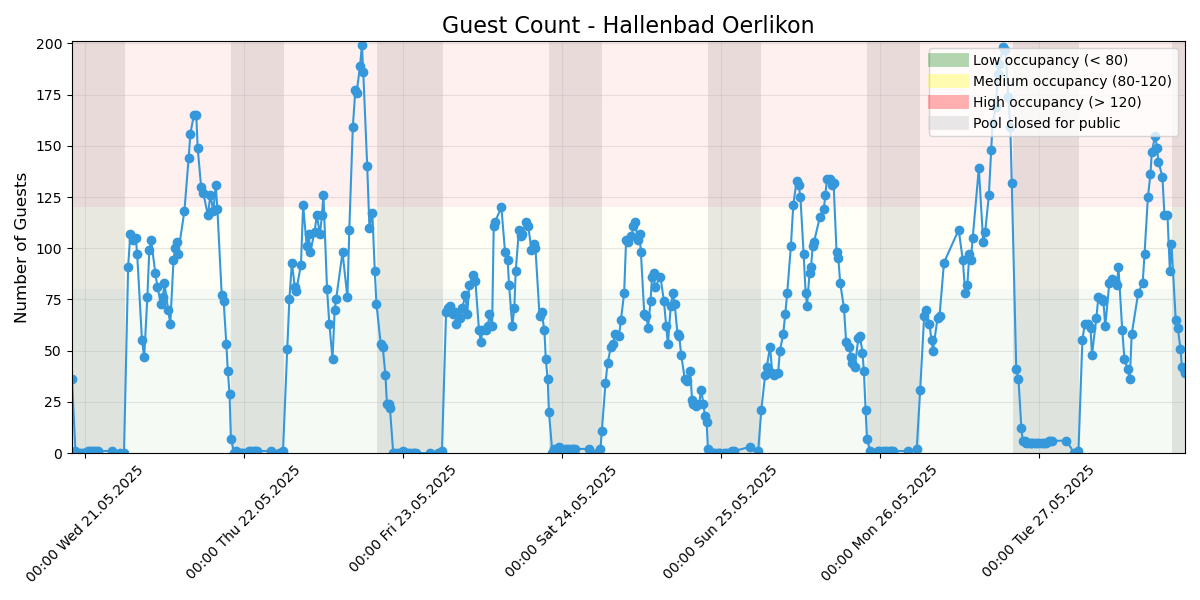 Guest Count - Hallenbad Oerlikon
Number of Guests
200
175
150
125
100
75
50
25
0
Low occupancy (< 80)
Medium occupancy (80-120)
High occupancy (> 120)
Pool closed for public
00:00 Wed 21.05.2025
00:00 Thu 22.05.2025
00:00 Fri 23.05.2025
00:00 Sat 24.05.2025
00:00 Sun 25.05.2025
00:00 Mon 26.05.2025
00:00 Tue 27.05.2025